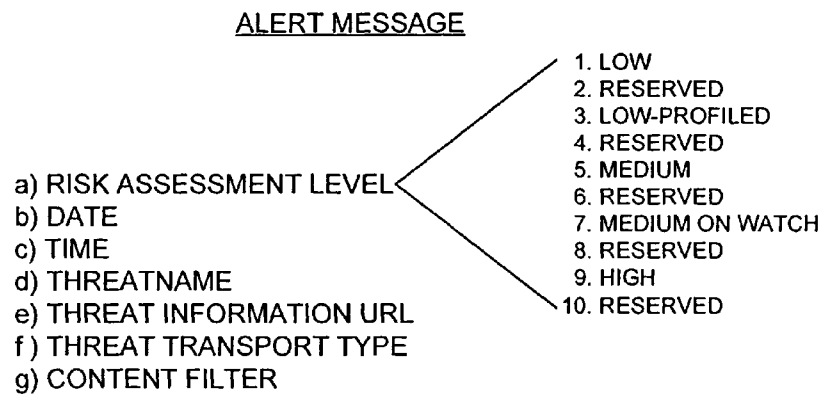 ALERT MESSAGE
a) RISK ASSESSMENT LEVEL
b) DATE
c) TIME
d) THREATNAME
e) THREAT INFORMATION URL
f) THREAT TRANSPORT TYPE
g) CONTENT FILTER
1. LOW
2. RESERVED
3. LOW-PROFILED
4. RESERVED
5. MEDIUM
6. RESERVED
7. MEDIUM ON WATCH
8. RESERVED
9. HIGH
10. RESERVED